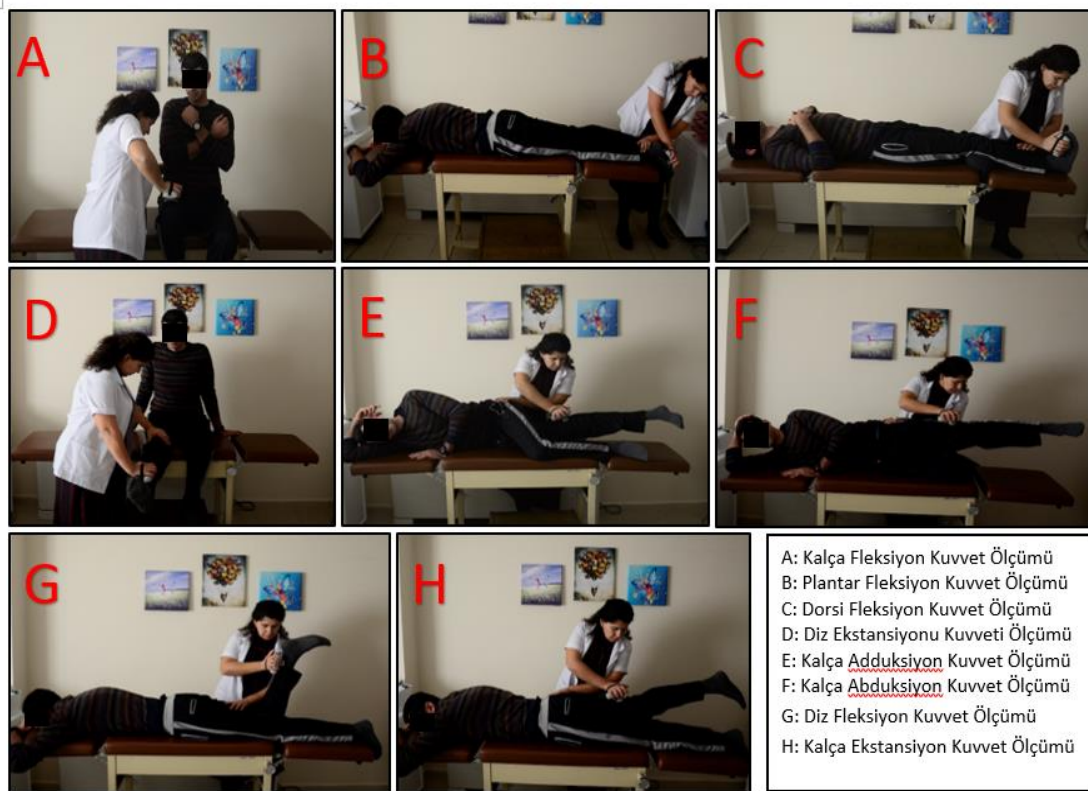 A
B
C
D
E
F
G
H
A: Kalça Fleksiyon Kuvvet Ölçümü
B: Plantar Fleksiyon Kuvvet Ölçümü
C: Dorsi Fleksiyon Kuvvet Ölçümü
D: Diz Ekstansiyonu Kuvveti Ölçümü
E: Kalça Adduksiyon Kuvvet Ölçümü
F: Kalça Abduksiyon Kuvvet Ölçümü
G: Diz Fleksiyon Kuvvet Ölçümü
H: Kalça Ekstansiyon Kuvvet Ölçümü